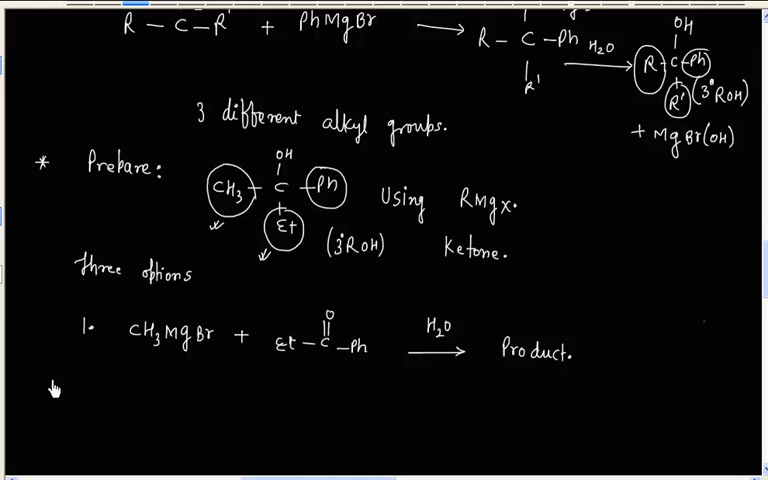 R — C — R' + PhMgBr → R — C — Ph H₂O → R — C — Ph
OH
R'
R' (3° ROH)
+ MgBr(OH)
3 different alkyl groups.
* Prepare: CH₃ — C — Ph Using RMgx.
OH
Et (3° ROH) Ketone.
Three options
1. CH₃MgBr + Et — C — Ph H₂O → Product.
O